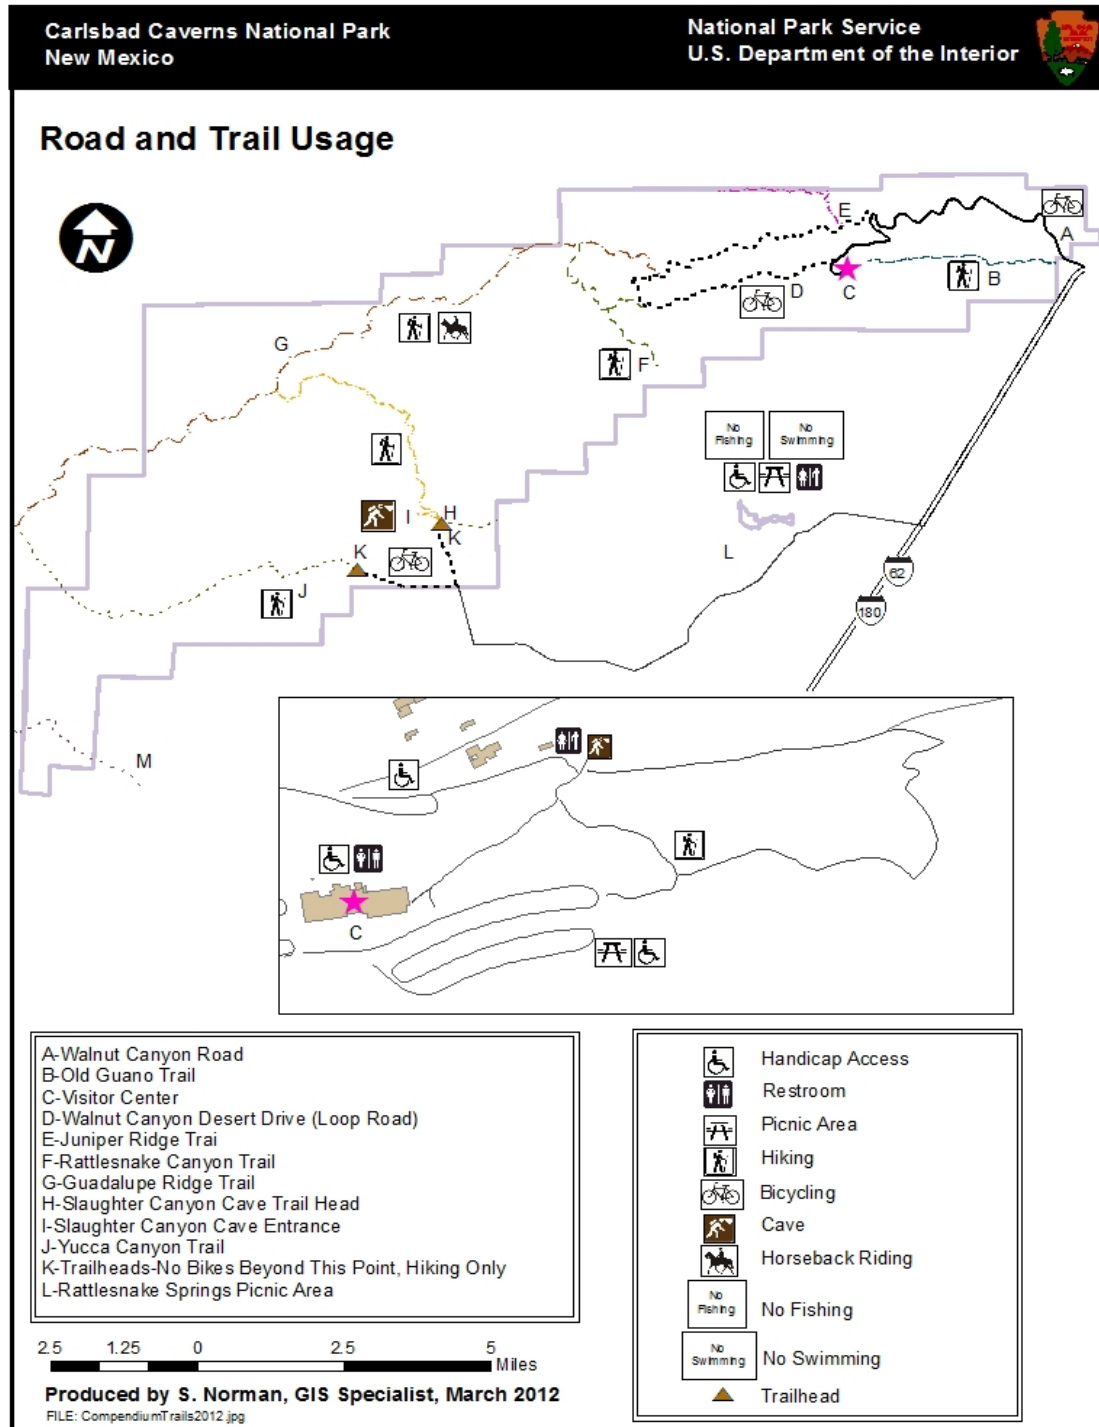 Carlsbad Caverns National Park
New Mexico
National Park Service
U.S. Department of the Interior
Road and Trail Usage
N
E
A
B
C
D
G
F
No
Fishing
No
Swimming
H
I
K
K
L
J
62
180
M
C
A-Walnut Canyon Road
B-Old Guano Trail
C-Visitor Center
D-Walnut Canyon Desert Drive (Loop Road)
E-Juniper Ridge Trai
F-Rattlesnake Canyon Trail
G-Guadalupe Ridge Trail
H-Slaughter Canyon Cave Trail Head
I-Slaughter Canyon Cave Entrance
J-Yucca Canyon Trail
K-Trailheads-No Bikes Beyond This Point, Hiking Only
L-Rattlesnake Springs Picnic Area
Handicap Access
Restroom
Picnic Area
Hiking
Bicycling
Cave
Horseback Riding
No
Fishing
No Fishing
No
Swimming
No Swimming
Trailhead
2.5 1.25 0 2.5 5
Miles
Produced by S. Norman, GIS Specialist, March 2012
FILE: CompendiumTrails2012.jpg